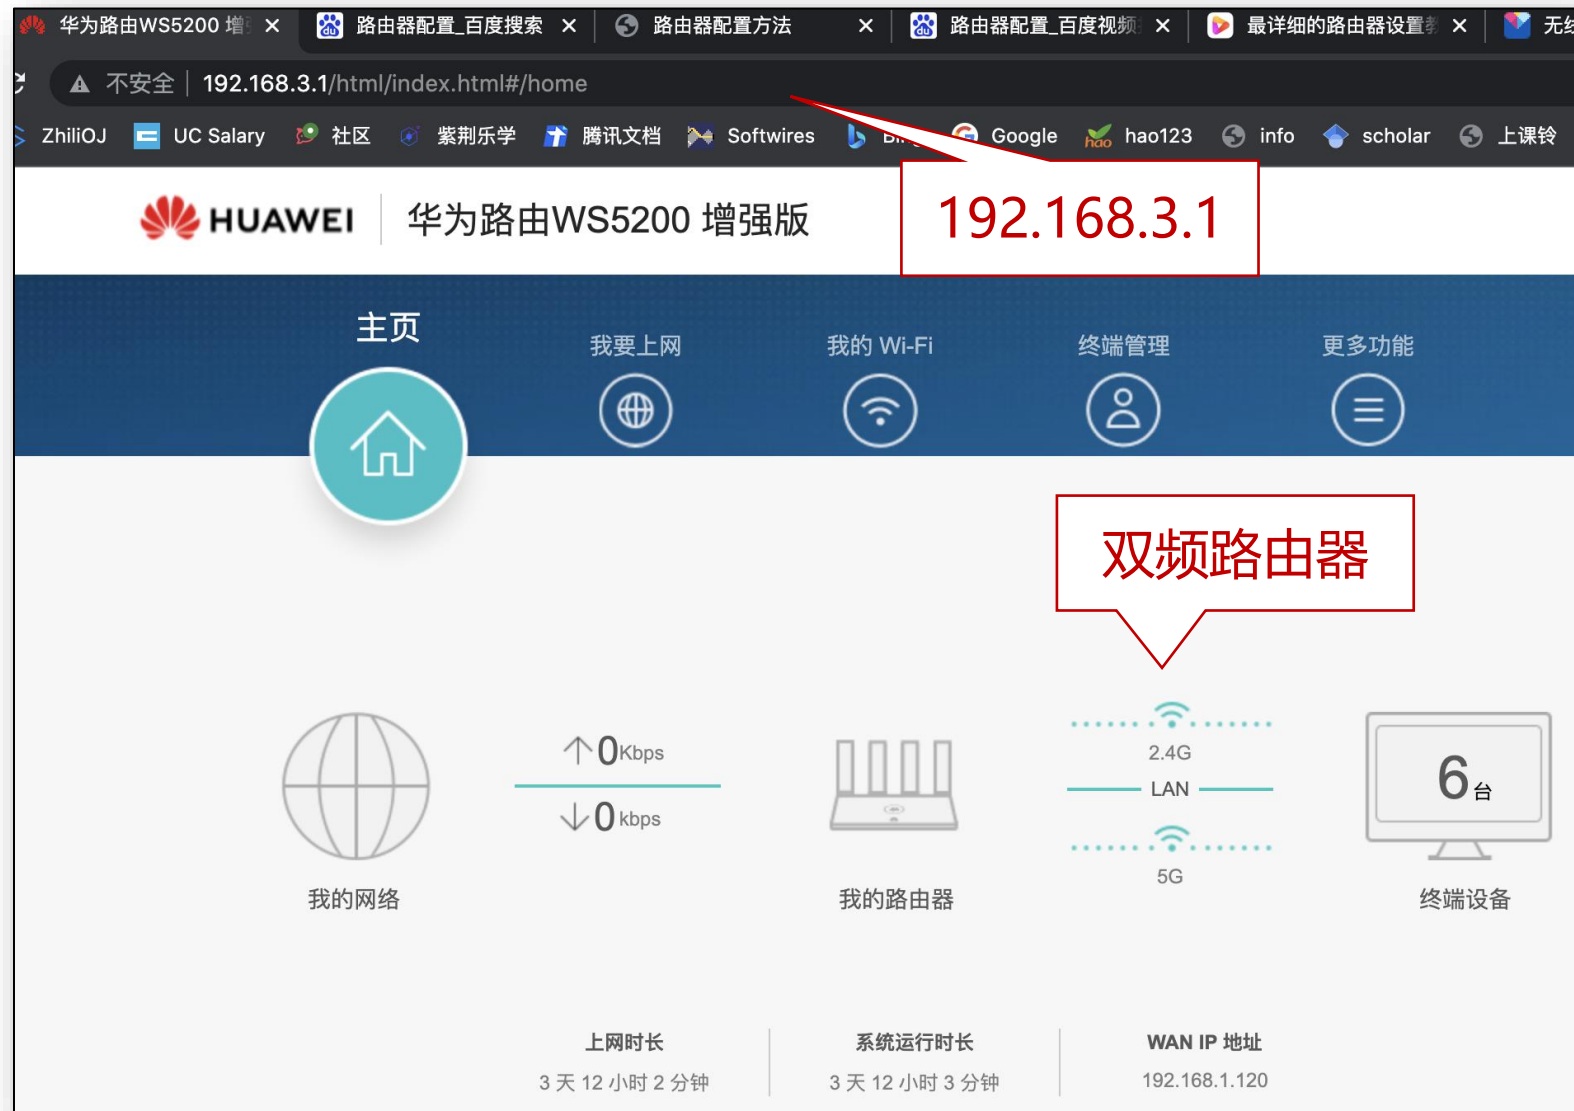 华为路由WS5200 增
路由器配置_百度搜索
路由器配置方法
路由器配置_百度视频
最详细的路由器设置教
无线
不安全 192.168.3.1/html/index.html#/home
ZhiliOJ UC Salary 社区 紫荆乐学 腾讯文档 Softwires Google hao123 info scholar 上课铃
192.168.3.1
HUAWEI 华为路由WS5200 增强版
主页 我要上网 我的 Wi-Fi 终端管理 更多功能
双频路由器
↑0Kbps
↓0 kbps
2.4G
LAN
5G
6台
我的网络 我的路由器 终端设备
上网时长 系统运行时长 WAN IP 地址
3 天 12 小时 2 分钟 3 天 12 小时 3 分钟 192.168.1.120